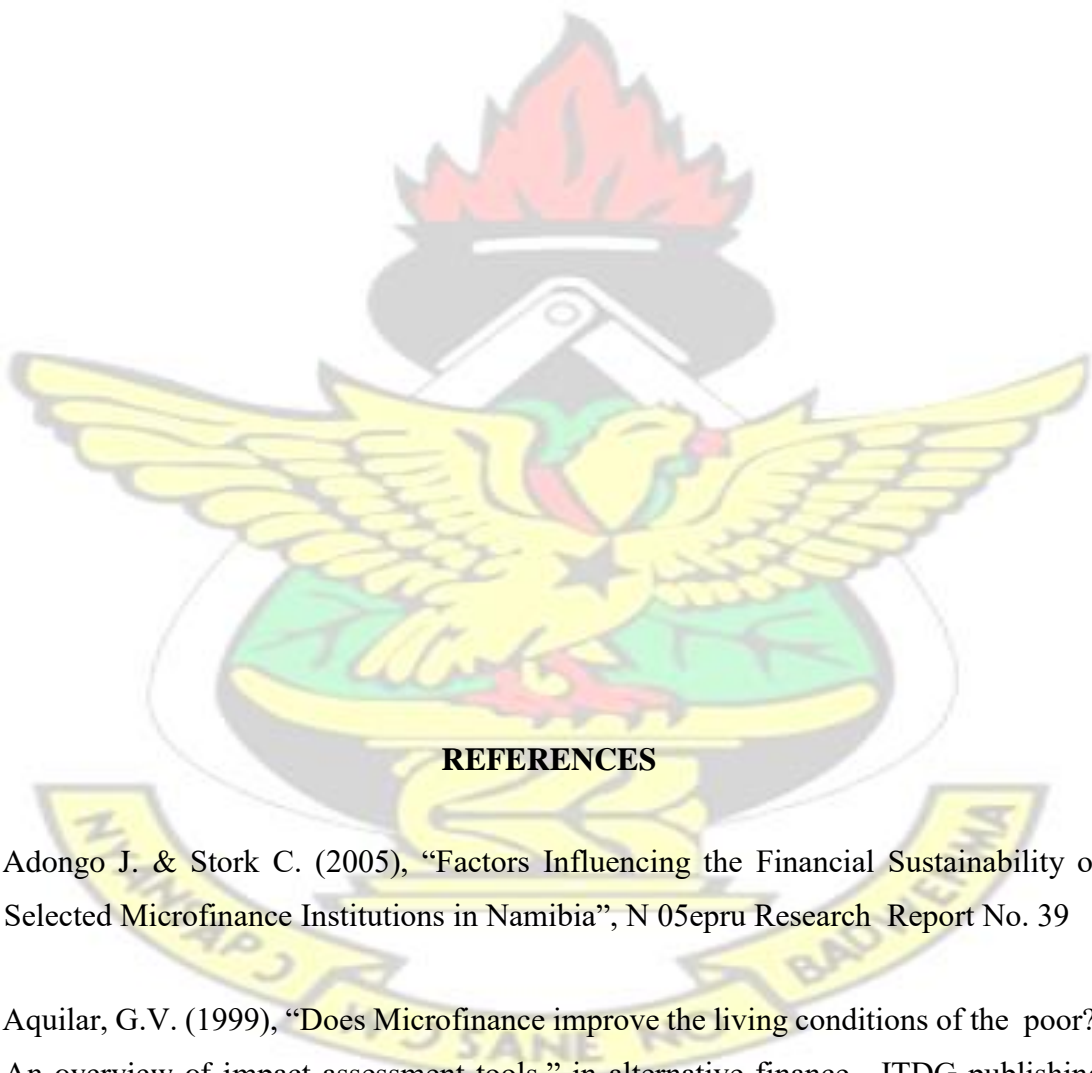 REFERENCES
Adongo J. & Stork C. (2005), “Factors Influencing the Financial Sustainability o
Selected Microfinance Institutions in Namibia”, N 05epru Research Report No. 39
Aquilar, G.V. (1999), “Does Microfinance improve the living conditions of the poor?
An overview of impact assessment tools,” in alternative finance. ITDG publishing
SANE NO